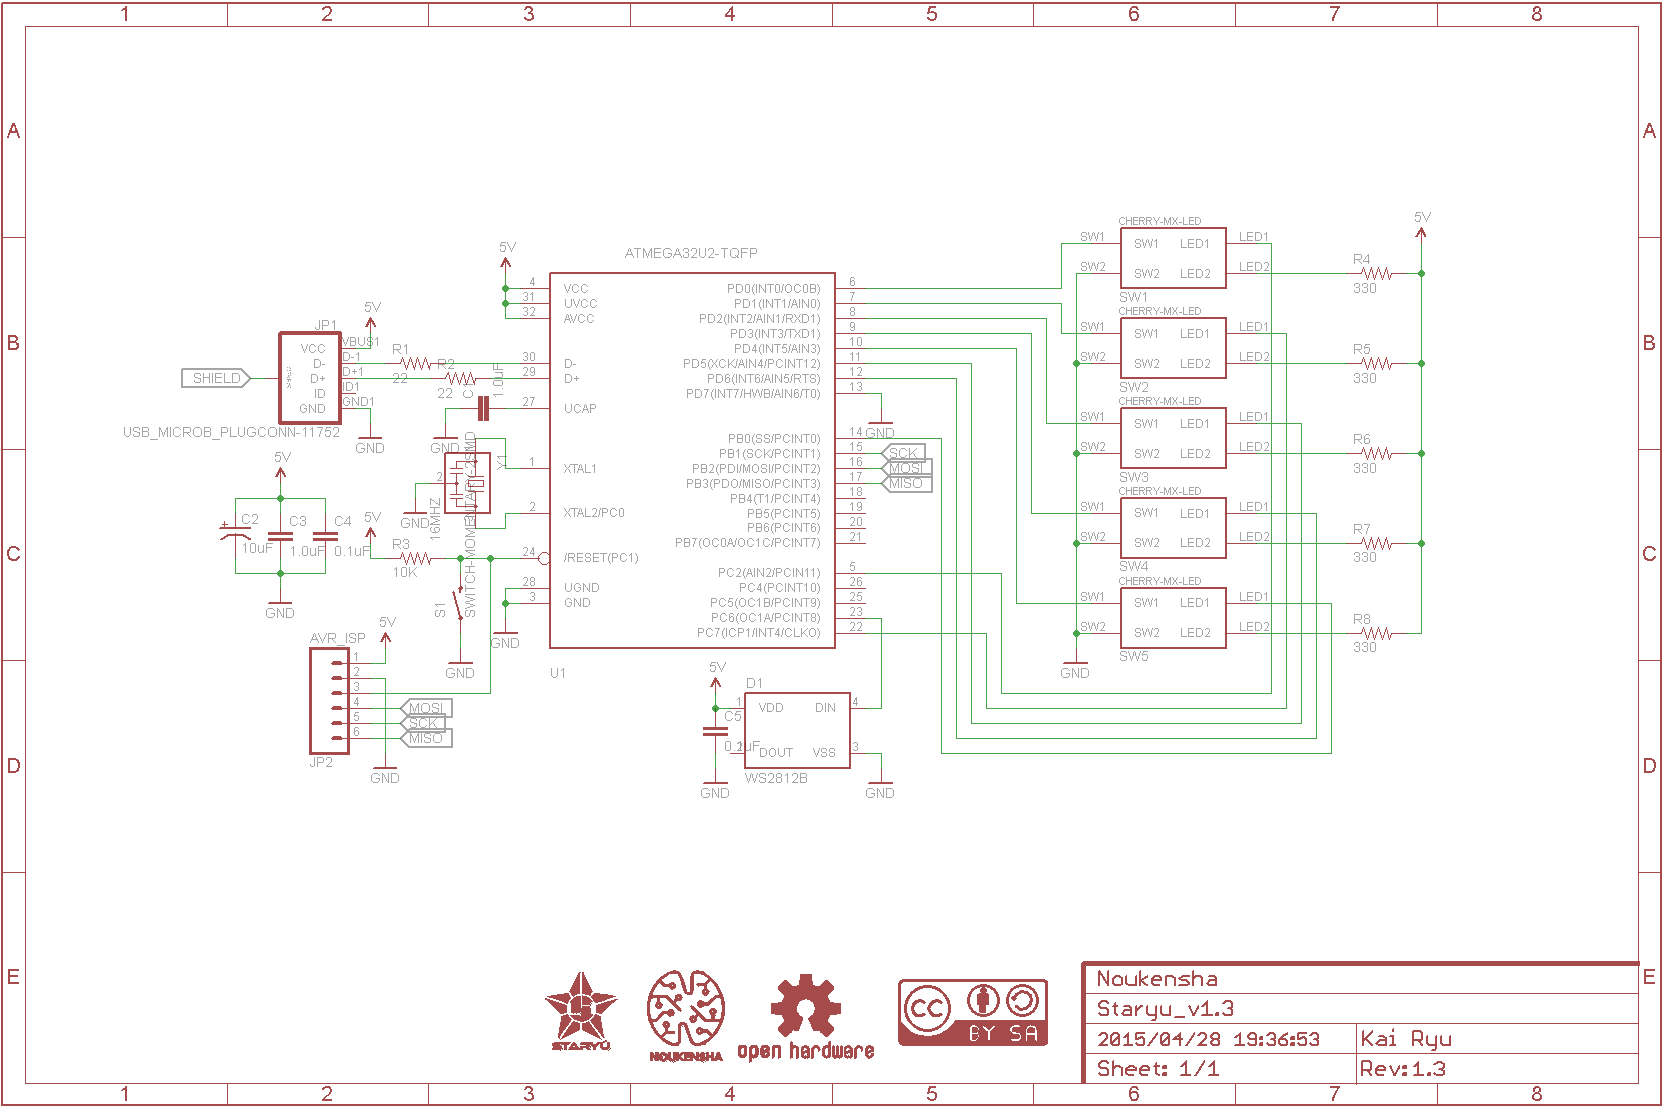 1 2 3 4 5 6 7 8
A A
B B
C C
D D
E E
1 2 3 4 5 6 7 8
ATMEGA32U2-TQFP
U1
5V
4 VCC
31 UVCC
32 AVCC
30 D-
29 D+
27 UCAP
1 XTAL1
2 XTAL2/PC0
24 /RESET(PC1)
28 UGND
3 GND
GND
PD0(INT0/OC0B) 6
PD1(INT1/AIN0) 7
PD2(INT2/AIN1/RXD1) 8
PD3(INT3/TXD1) 9
PD4(INT5/AIN3) 10
PD5(XCK/AIN4/PCINT12) 11
PD6(INT6/AIN5/RTS) 12
PD7(INT7/HWB/AIN6/T0) 13
GND
PB0(SS/PCINT0) 14
PB1(SCK/PCINT1) 15 SCK
PB2(PDI/MOSI/PCINT2) 16 MOSI
PB3(PDO/MISO/PCINT3) 17 MISO
PB4(T1/PCINT4) 18
PB5(PCINT5) 19
PB6(PCINT6) 20
PB7(OC0A/OC1C/PCINT7) 21
PC2(AIN2/PCIN11) 5
PC4(PCINT10) 26
PC5(OC1B/PCINT9) 25
PC6(OC1A/PCINT8) 23
PC7(ICP1/INT4/CLKO) 22
JP1
5V
SHIELD
SHIELD
VCC VBUS1
D- D-1
D+ D+1
ID ID1
GND GND1
USB_MICROB_PLUGCONN-11752
GND
R1
22
R2
22
C1
1.0uF
GND
Y1
16MHZ
2
GND
5V
C2
10uF
C3
1.0uF
C4
0.1uF
GND
5V
R3
10K
S1
SWITCH-MOMENTARY-2SMD
GND
AVR_ISP
5V
1
2
3
4 MOSI
5 SCK
6 MISO
JP2
GND
5V
D1
1 VDD DIN 4
C5
0.1uF
2 DOUT VSS 3
WS2812B
GND
GND
CHERRY-MX-LED
SW1 SW1 LED1 LED1
SW2 SW2 LED2 LED2
SW1
CHERRY-MX-LED
SW1 SW1 LED1 LED1
SW2 SW2 LED2 LED2
SW2
CHERRY-MX-LED
SW1 SW1 LED1 LED1
SW2 SW2 LED2 LED2
SW3
CHERRY-MX-LED
SW1 SW1 LED1 LED1
SW2 SW2 LED2 LED2
SW4
CHERRY-MX-LED
SW1 SW1 LED1 LED1
SW2 SW2 LED2 LED2
SW5
GND
5V
R4
330
R5
330
R6
330
R7
330
R8
330
STARYU
NOUKENSHA
open hardware
CC
BY SA
Noukensha
Staryu_v1.3
2015/04/28 19:36:53 Kai Ryu
Sheet: 1/1 Rev:1.3